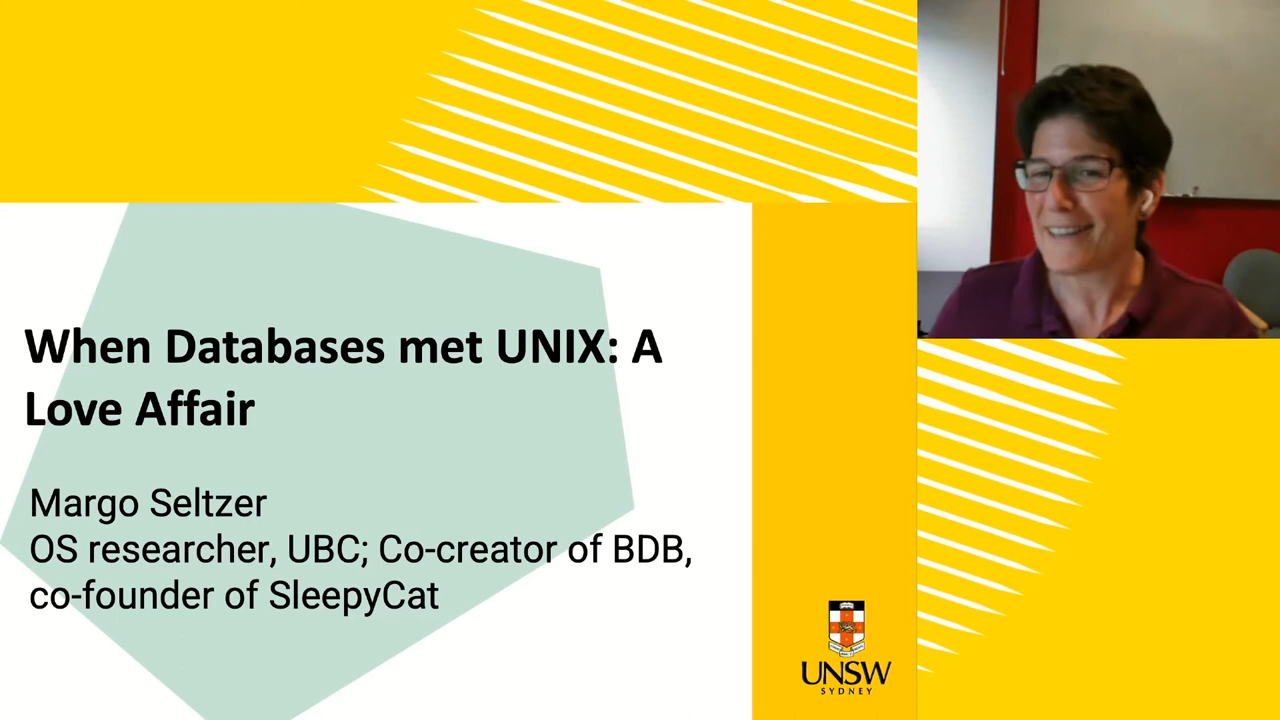 When Databases met UNIX: A
Love Affair
Margo Seltzer
OS researcher, UBC; Co-creator of BDB,
co-founder of SleepyCat
UNSW
SYDNEY